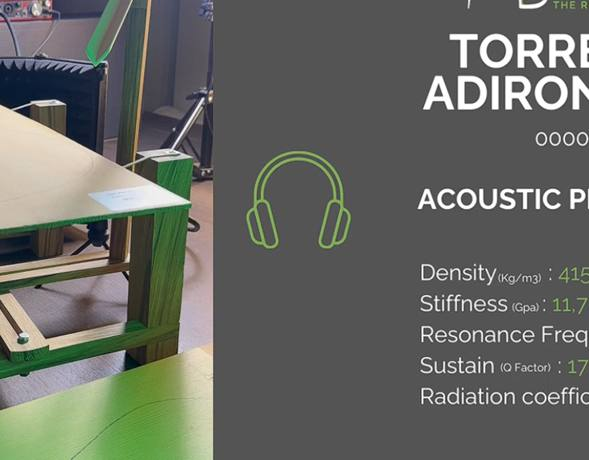 THE R
TORRE
ADIRON
0000
ACOUSTIC P
Density (Kg/m3) : 415
Stiffness (Gpa) : 11,7
Resonance Freq
Sustain (Q Factor) : 17
Radiation coeffic